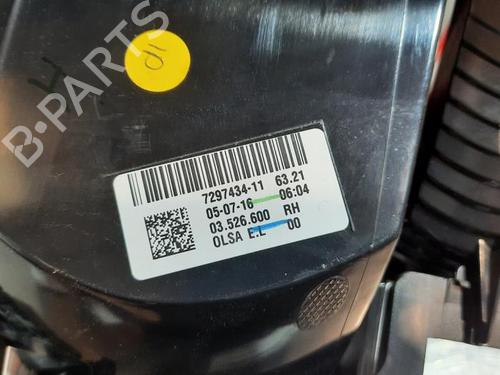 10
B-PARTS
7297434-11 63.21
05-07-16 06:04
03.526.600 RH
OLSA E.L 00